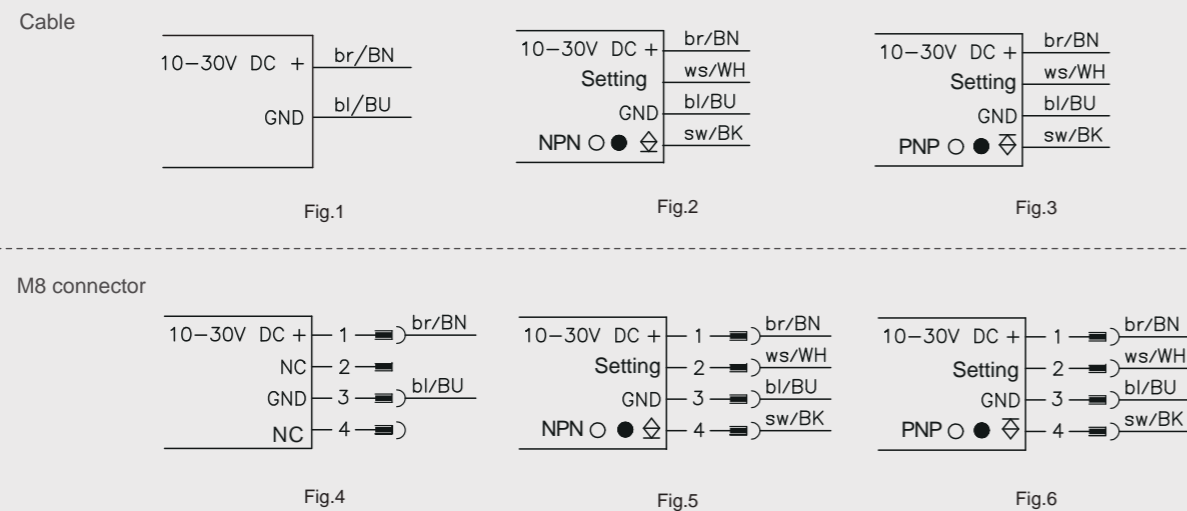 Cable
10-30V DC + br/BN
GND bl/BU
Fig.1
10-30V DC + br/BN
Setting ws/WH
GND bl/BU
NPN sw/BK
Fig.2
10-30V DC + br/BN
Setting ws/WH
GND bl/BU
PNP sw/BK
Fig.3
M8 connector
10-30V DC + 1 br/BN
NC 2
GND 3 bl/BU
NC 4
Fig.4
10-30V DC + 1 br/BN
Setting 2 ws/WH
GND 3 bl/BU
NPN 4 sw/BK
Fig.5
10-30V DC + 1 br/BN
Setting 2 ws/WH
GND 3 bl/BU
PNP 4 sw/BK
Fig.6